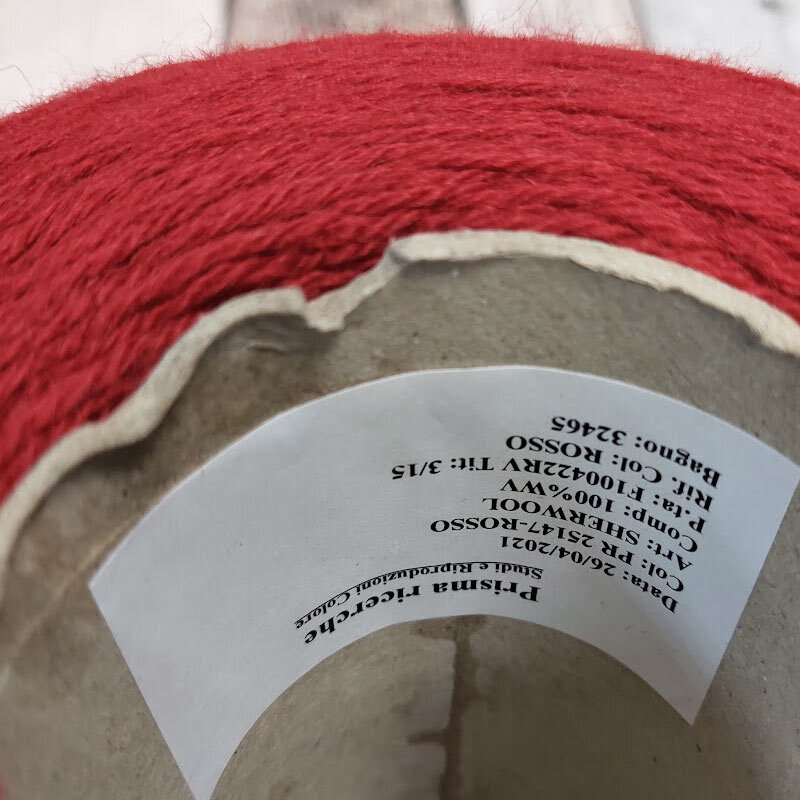 Prisma ricerche
Studi e Riproduzioni Colore
Data: 26/04/2021
Col: PR 25147-ROSSO
Art: SHERWOOL
Comp: 100%WV
P.ta: F100422RV Tit: 3/15
Rif. Col: ROSSO
Bagno: 32465